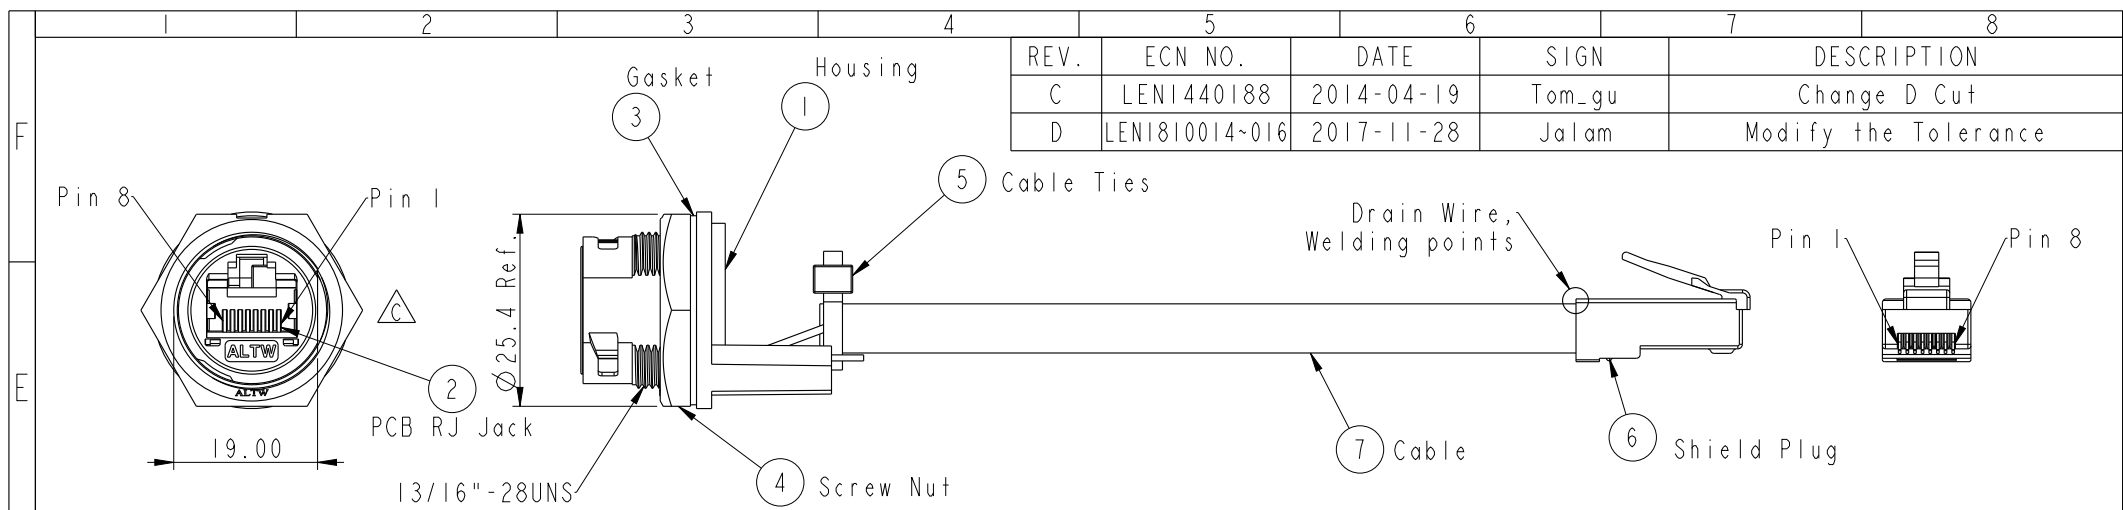 1 2 3 4 5 6 7 8
REV. ECN NO. DATE SIGN DESCRIPTION
C LEN1440188 2014-04-19 Tom_gu Change D Cut
D LEN1810014~016 2017-11-28 Jalam Modify the Tolerance
F
E
Gasket
3
Housing
1
5 Cable Ties
Pin 8
Pin 1
C
ALTW
ALTW
2
PCB RJ Jack
19.00
Ø25.4 Ref.
13/16"-28UNS
4 Screw Nut
Drain Wire,
Welding points
7 Cable
6 Shield Plug
Pin 1
Pin 8